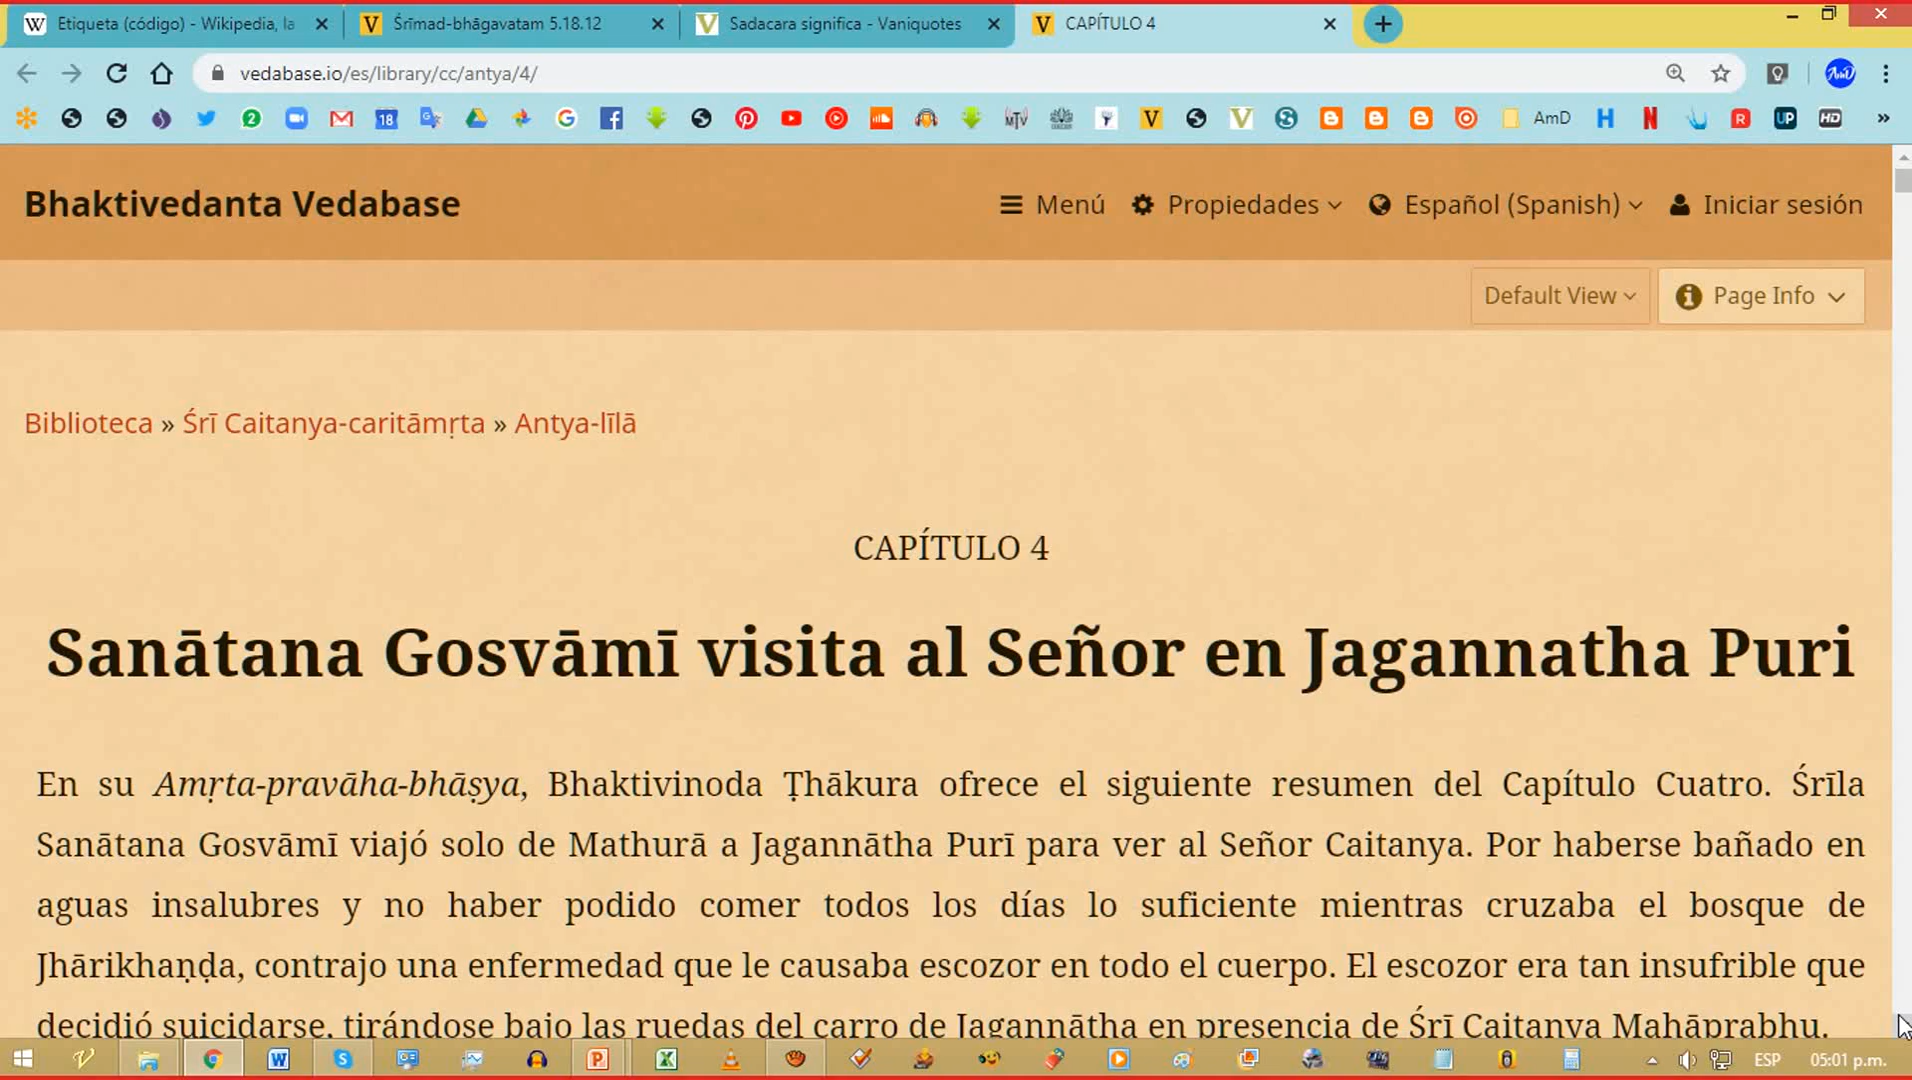 Etiqueta (código) - Wikipedia, la
Śrīmad-bhāgavatam 5.18.12
Sadacara significa - Vaniquotes
CAPÍTULO 4
vedabase.io/es/library/cc/antya/4/
AmD
Bhaktivedanta Vedabase
Menú
Propiedades
Español (Spanish)
Iniciar sesión
Default View
Page Info
Biblioteca » Śrī Caitanya-caritāmṛta » Antya-līlā
CAPÍTULO 4
Sanātana Gosvāmī visita al Señor en Jagannatha Puri
En su Amṛta-pravāha-bhāṣya, Bhaktivinoda Ṭhākura ofrece el siguiente resumen del Capítulo Cuatro. Śrīla
Sanātana Gosvāmī viajó solo de Mathurā a Jagannātha Purī para ver al Señor Caitanya. Por haberse bañado en
aguas insalubres y no haber podido comer todos los días lo suficiente mientras cruzaba el bosque de
Jhārikhaṇḍa, contrajo una enfermedad que le causaba escozor en todo el cuerpo. El escozor era tan insufrible que
decidió suicidarse, tirándose bajo las ruedas del carro de Jagannātha en presencia de Śrī Caitanya Mahāprabhu.
ESP
05:01 p.m.